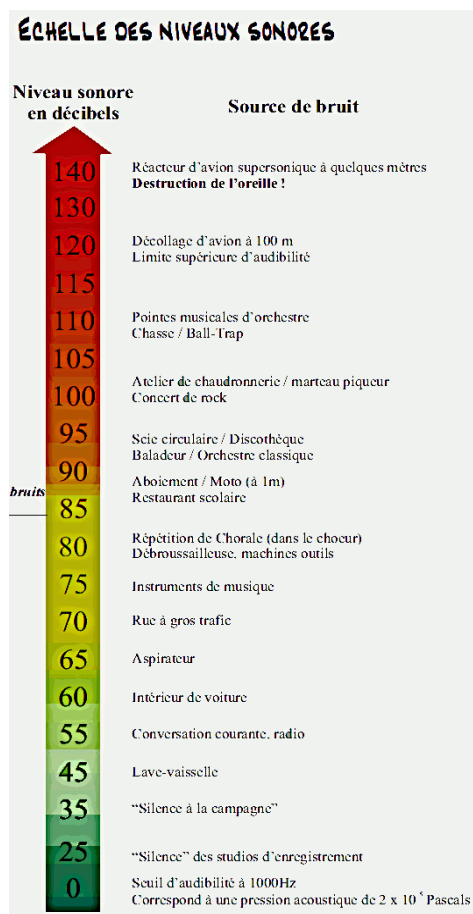 ECHELLE DES NIVEAUX SONORES
Niveau sonore
en décibels
Source de bruit
140
Réacteur d'avion supersonique à quelques mètres
Destruction de l'oreille !
130
120
Décollage d'avion à 100 m
Limite supérieure d'audibilité
115
110
Pointes musicales d'orchestre
Chasse / Ball-Trap
105
100
Atelier de chaudronnerie / marteau piqueur
Concert de rock
95
Scie circulaire / Discothèque
Baladeur / Orchestre classique
90
Aboiement / Moto (à 1m)
Restaurant scolaire
bruits
85
80
Répétition de Chorale (dans le choeur)
Débroussailleuse, machines outils
75
Instruments de musique
70
Rue à gros trafic
65
Aspirateur
60
Intérieur de voiture
55
Conversation courante, radio
45
Lave-vaisselle
35
"Silence à la campagne"
25
"Silence" des studios d'enregistrement
0
Seuil d'audibilité à 1000Hz
Correspond à une pression acoustique de 2 x 10 ⁵ Pascals